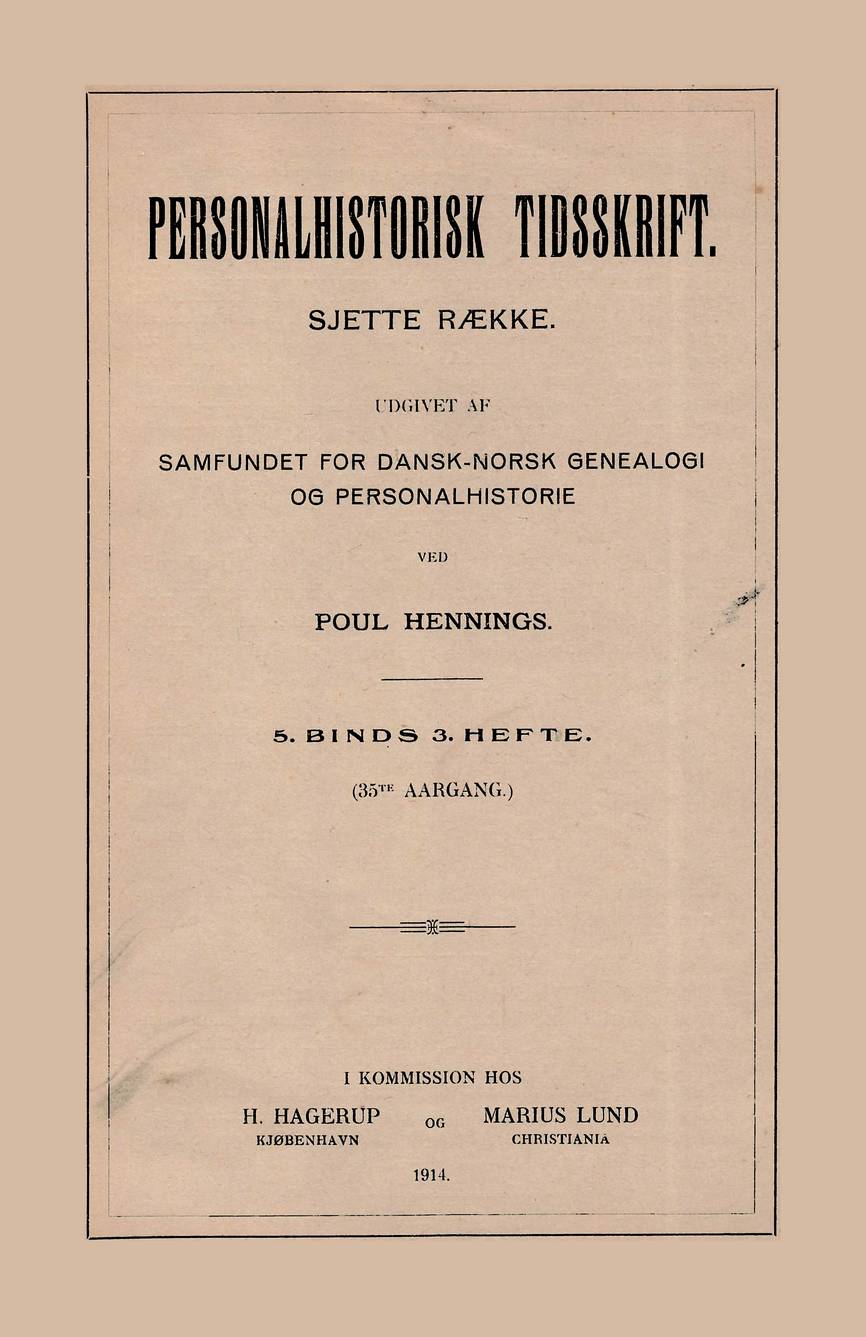 PERSONALHISTORISK TIDSSKRIFT.
SJETTE RÆKKE.
UDGIVET AF
SAMFUNDET FOR DANSK-NORSK GENEALOGI
OG PERSONALHISTORIE
VED
POUL HENNINGS.
5. BINDS 3. HEFTE.
(35TE AARGANG.)
I KOMMISSION HOS
H. HAGERUP OG MARIUS LUND
KJØBENHAVN CHRISTIANIA
1914.